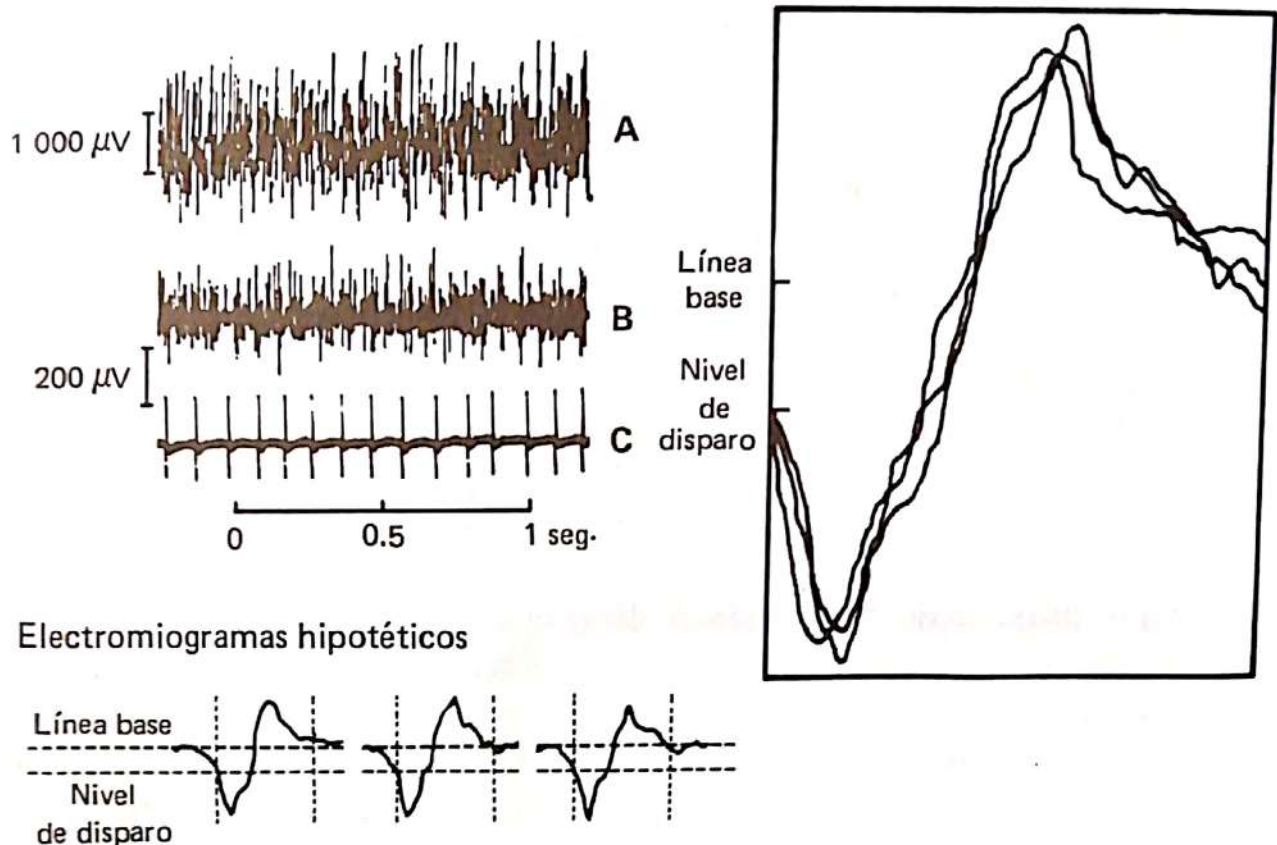 1 000 μV
A
B
200 μV
C
0 0.5 1 seg.
Línea
base
Nivel
de
disparo
Electromiogramas hipotéticos
Línea base
Nivel
de disparo